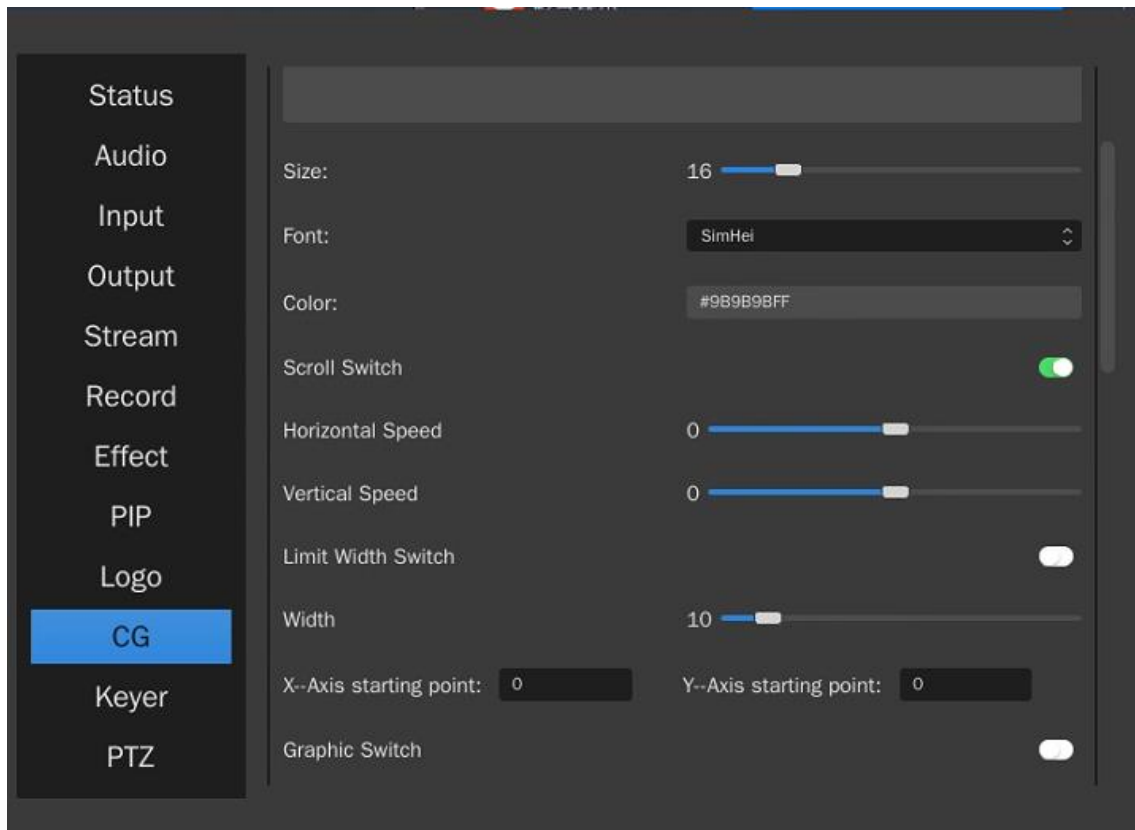 Status
Audio
Input
Output
Stream
Record
Effect
PIP
Logo
CG
Keyer
PTZ
Size: 16
Font: SimHei
Color: #9B9B9BFF
Scroll Switch
Horizontal Speed 0
Vertical Speed 0
Limit Width Switch
Width 10
X--Axis starting point: 0 Y--Axis starting point: 0
Graphic Switch